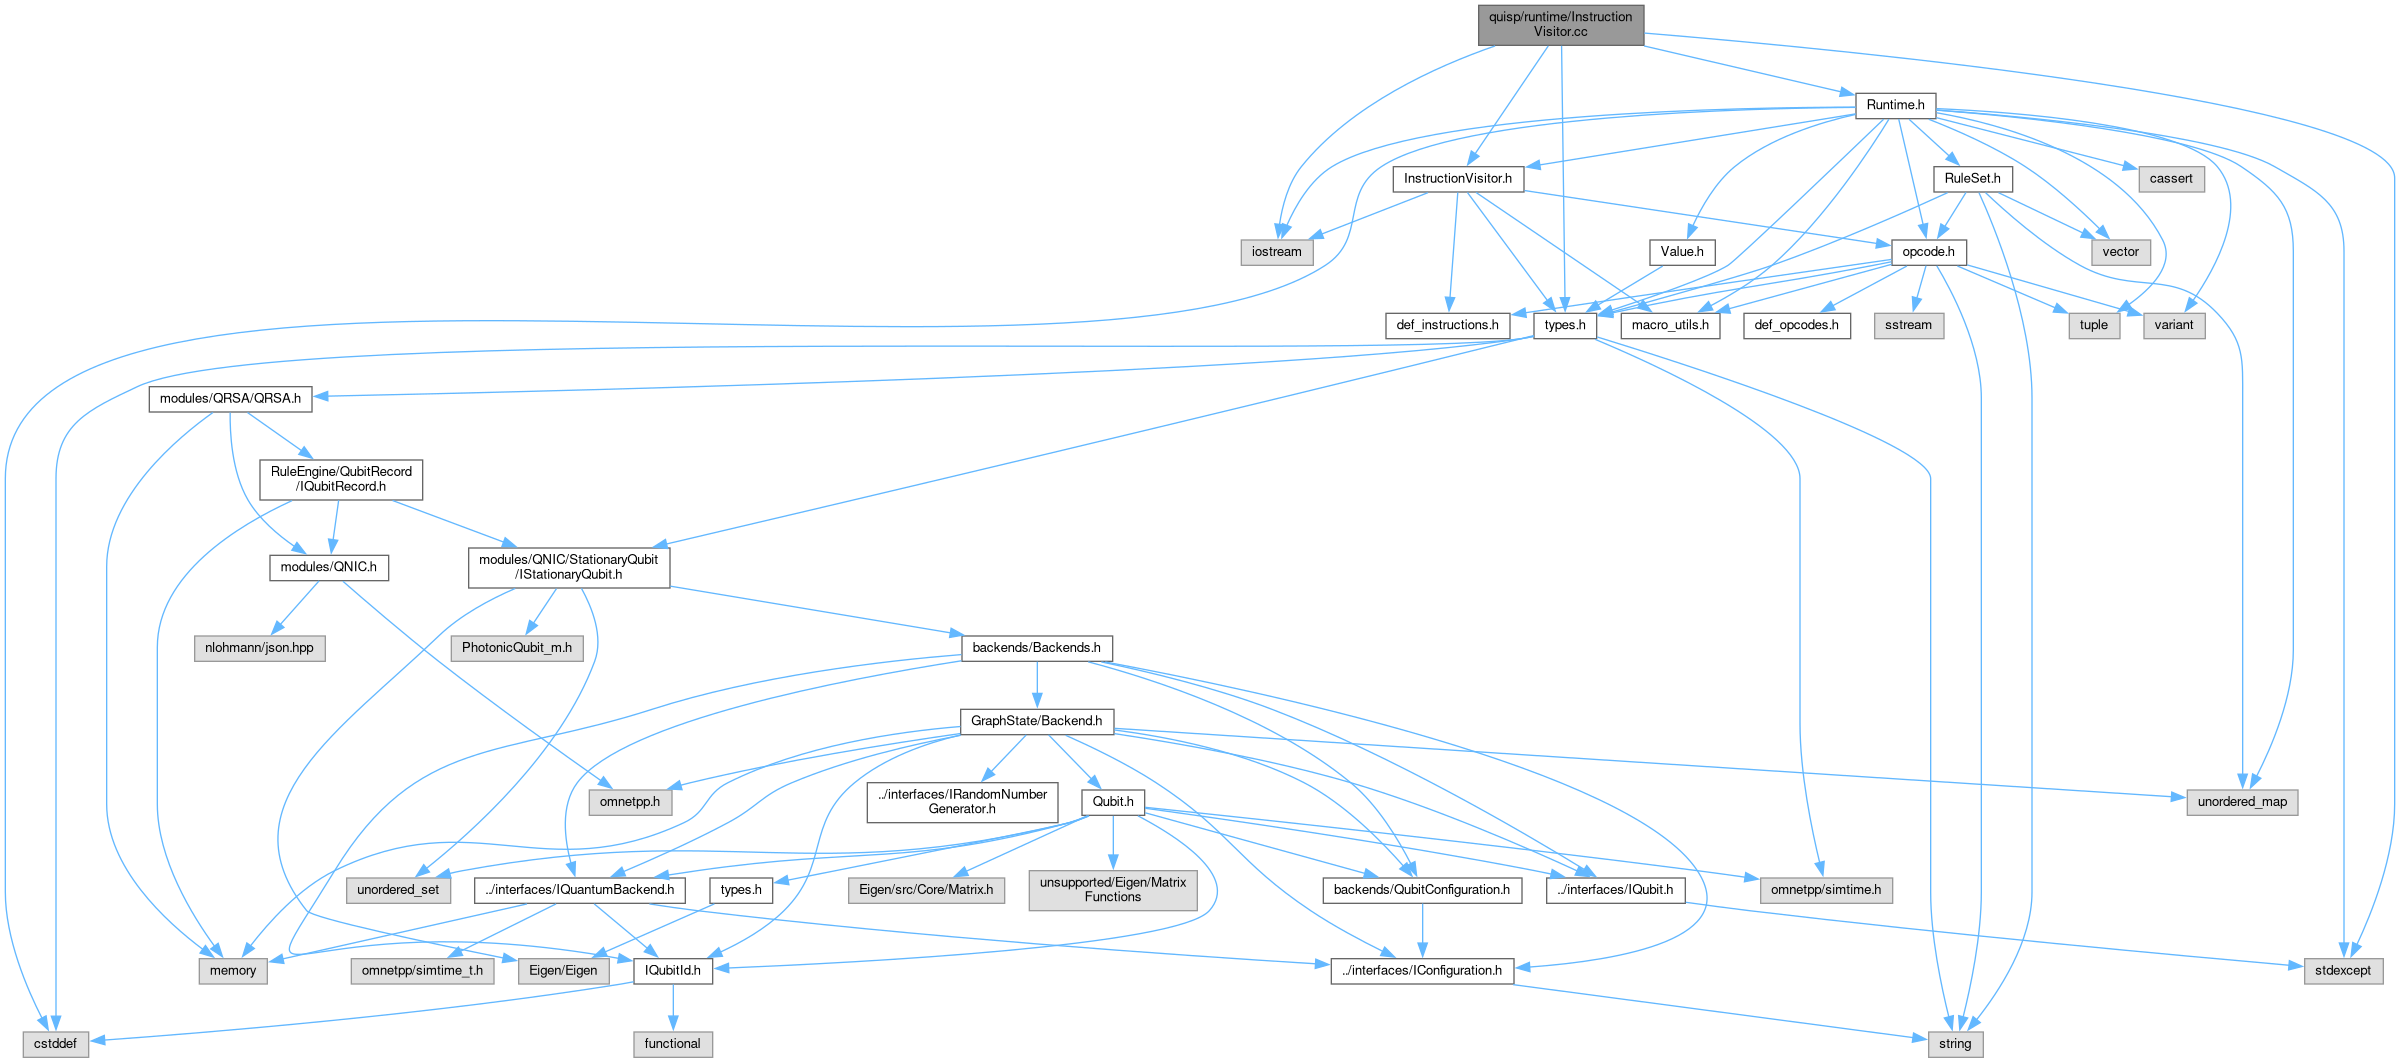 quisp/runtime/Instruction
Visitor.cc
Runtime.h
InstructionVisitor.h
RuleSet.h
cassert
iostream
Value.h
opcode.h
vector
def_instructions.h
types.h
macro_utils.h
def_opcodes.h
sstream
tuple
variant
modules/QRSA/QRSA.h
RuleEngine/QubitRecord
/IQubitRecord.h
modules/QNIC.h
modules/QNIC/StationaryQubit
/IStationaryQubit.h
nlohmann/json.hpp
PhotonicQubit_m.h
backends/Backends.h
GraphState/Backend.h
omnetpp.h
../interfaces/IRandomNumber
Generator.h
Qubit.h
unordered_map
unordered_set
../interfaces/IQuantumBackend.h
types.h
Eigen/src/Core/Matrix.h
unsupported/Eigen/Matrix
Functions
backends/QubitConfiguration.h
../interfaces/IQubit.h
omnetpp/simtime.h
memory
omnetpp/simtime_t.h
Eigen/Eigen
IQubitId.h
../interfaces/IConfiguration.h
stdexcept
cstddef
functional
string